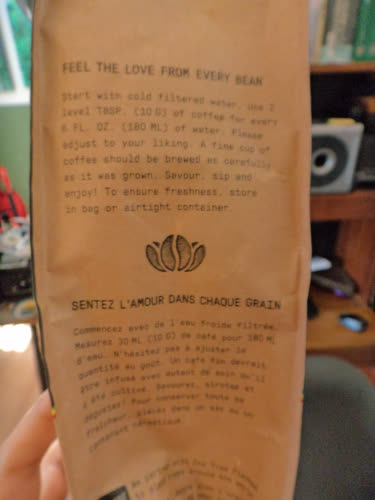 FEEL THE LOVE FROM EVERY BEAN
Start with cold filtered water, use 2
level TBSP. (10 G) of coffee for every
6 FL. OZ. (180 ML) of water. Please
adjust to your liking. A fine cup of
coffee should be brewed as carefully
as it was grown. Savour, sip and
enjoy! To ensure freshness, store
in bag or airtight container.
SENTEZ L'AMOUR DANS CHAQUE GRAIN
Commencez avec de l'eau froide filtrée.
Mesurez 30 ML (10 G) de café pour 180 ML
d'eau. N'hésitez pas à ajuster la
quantité au goût. Un café fin devrait
être infusé avec autant de soin qu'il
a été cultivé. Savourez, sirotez et
dégustez! Pour conserver toute sa
fraîcheur, placez dans un sac ou un
contenant hermétique.